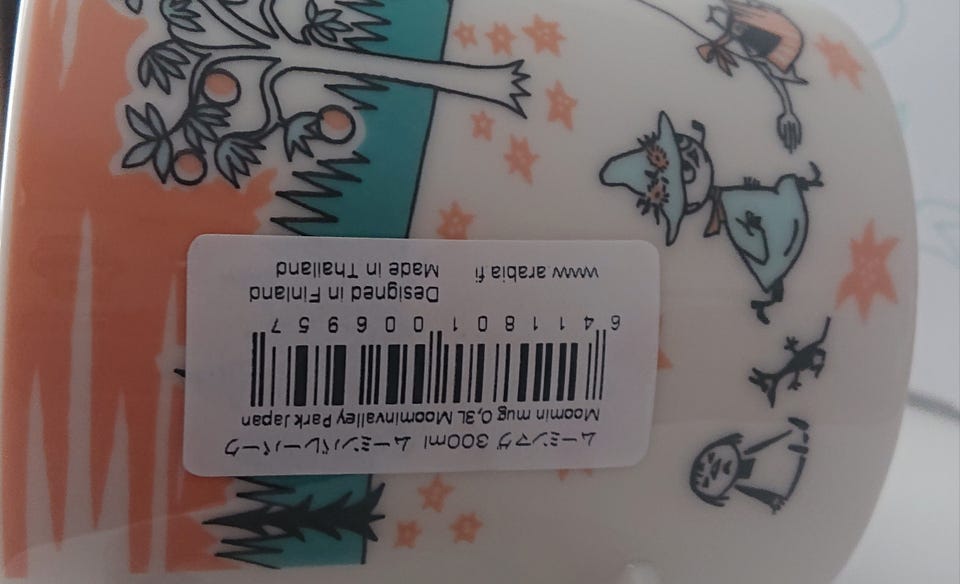 ムーミンマグ 300ml ムーミンバレーパーク
Moomin mug 0,3L Moominvalley Park Japan
6 411801 006957
Designed in Finland
www.arabia.fi Made in Thailand